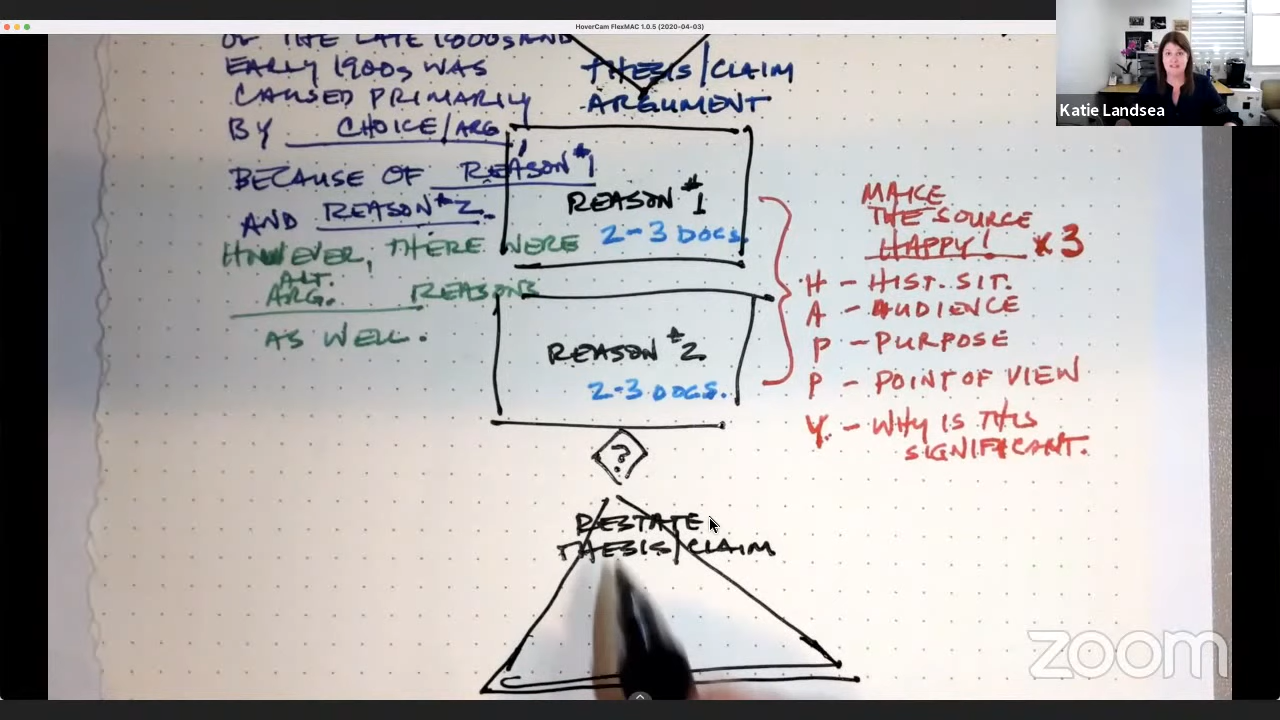 HoverCam FlexMAC 1.0.5 (2020-04-03)
Katie Landsea
OF THE LATE 1800s AND
EARLY 1900s WAS
CAUSED PRIMARILY
BY CHOICE/ARG,
BECAUSE OF REASON #1
AND REASON #2.
HOWEVER, THERE WERE
ALT.
ARG. REASONS
AS WELL.
THESIS/CLAIM
ARGUMENT
REASON #1
2-3 DOCS.
REASON #2
2-3 DOCS.
?
RESTATE
THESIS/CLAIM
C
MAKE
THE SOURCE
HAPPY! x3
H - HIST. SIT.
A - AUDIENCE
P - PURPOSE
P - POINT OF VIEW
Y. - WHY IS THIS
SIGNIFICANT.
zoom